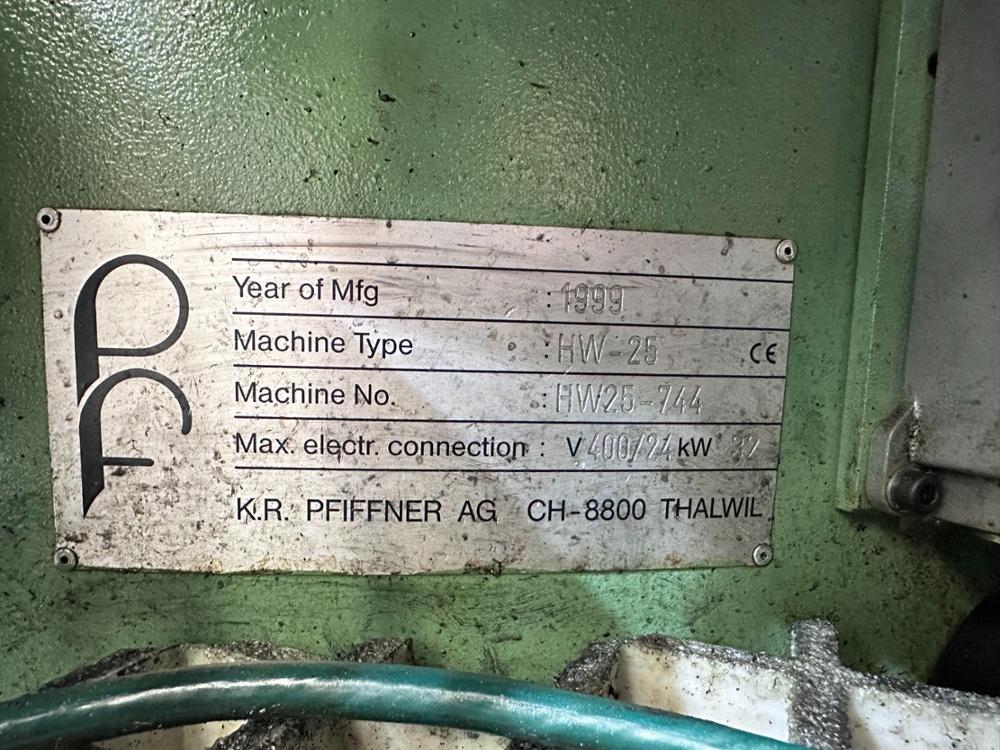 Year of Mfg : 1999
Machine Type : HW-25 CE
Machine No. : HW25-744
Max. electr. connection : V 400/24 kW 32
K.R. PFIFFNER AG CH-8800 THALWIL